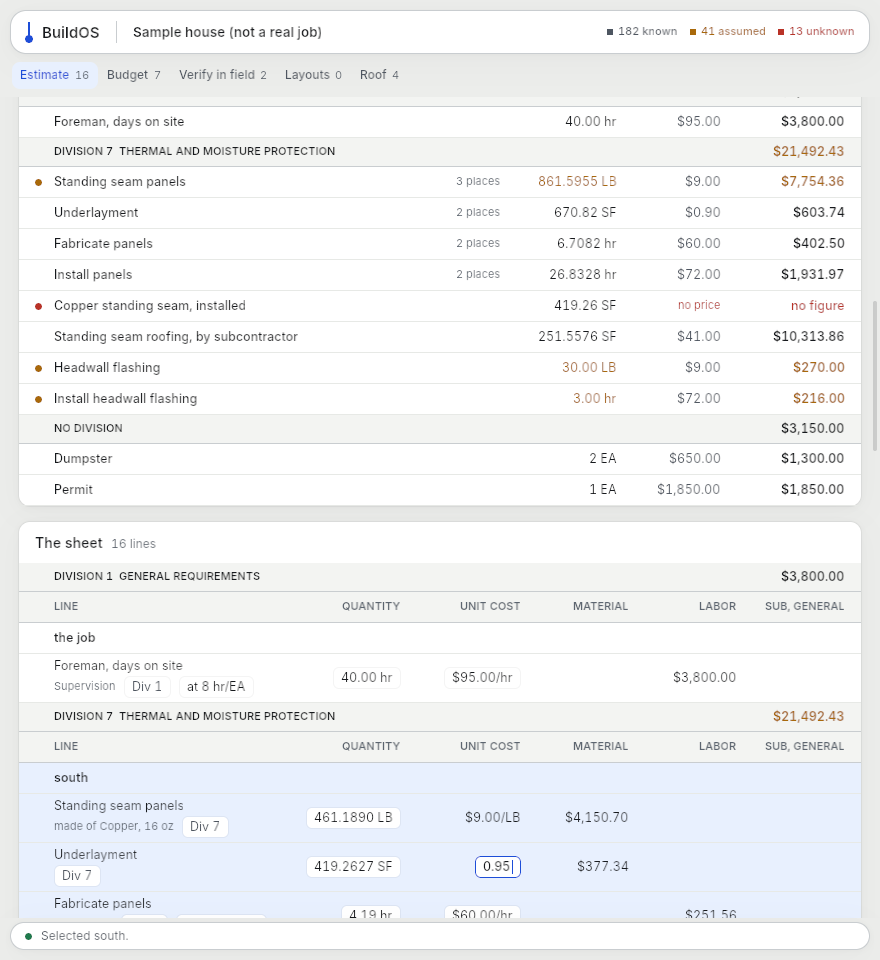 BuildOS Sample house (not a real job) 182 known 41 assumed 13 unknown
Estimate 16 Budget 7 Verify in field 2 Layouts 0 Roof 4
Foreman, days on site 40.00 hr $95.00 $3,800.00
DIVISION 7 THERMAL AND MOISTURE PROTECTION $21,492.43
Standing seam panels 3 places 861.5955 LB $9.00 $7,754.36
Underlayment 2 places 670.82 SF $0.90 $603.74
Fabricate panels 2 places 6.7082 hr $60.00 $402.50
Install panels 2 places 26.8328 hr $72.00 $1,931.97
Copper standing seam, installed 419.26 SF no price no figure
Standing seam roofing, by subcontractor 251.5576 SF $41.00 $10,313.86
Headwall flashing 30.00 LB $9.00 $270.00
Install headwall flashing 3.00 hr $72.00 $216.00
NO DIVISION $3,150.00
Dumpster 2 EA $650.00 $1,300.00
Permit 1 EA $1,850.00 $1,850.00
The sheet 16 lines
DIVISION 1 GENERAL REQUIREMENTS $3,800.00
LINE QUANTITY UNIT COST MATERIAL LABOR SUB, GENERAL
the job
Foreman, days on site 40.00 hr $95.00/hr $3,800.00
Supervision Div 1 at 8 hr/EA
DIVISION 7 THERMAL AND MOISTURE PROTECTION $21,492.43
LINE QUANTITY UNIT COST MATERIAL LABOR SUB, GENERAL
south
Standing seam panels 461.1890 LB $9.00/LB $4,150.70
made of Copper, 16 oz Div 7
Underlayment 419.2627 SF 0.95 $377.34
Div 7
Fabricate panels 4.19 hr $60.00/hr $251.56
Selected south.